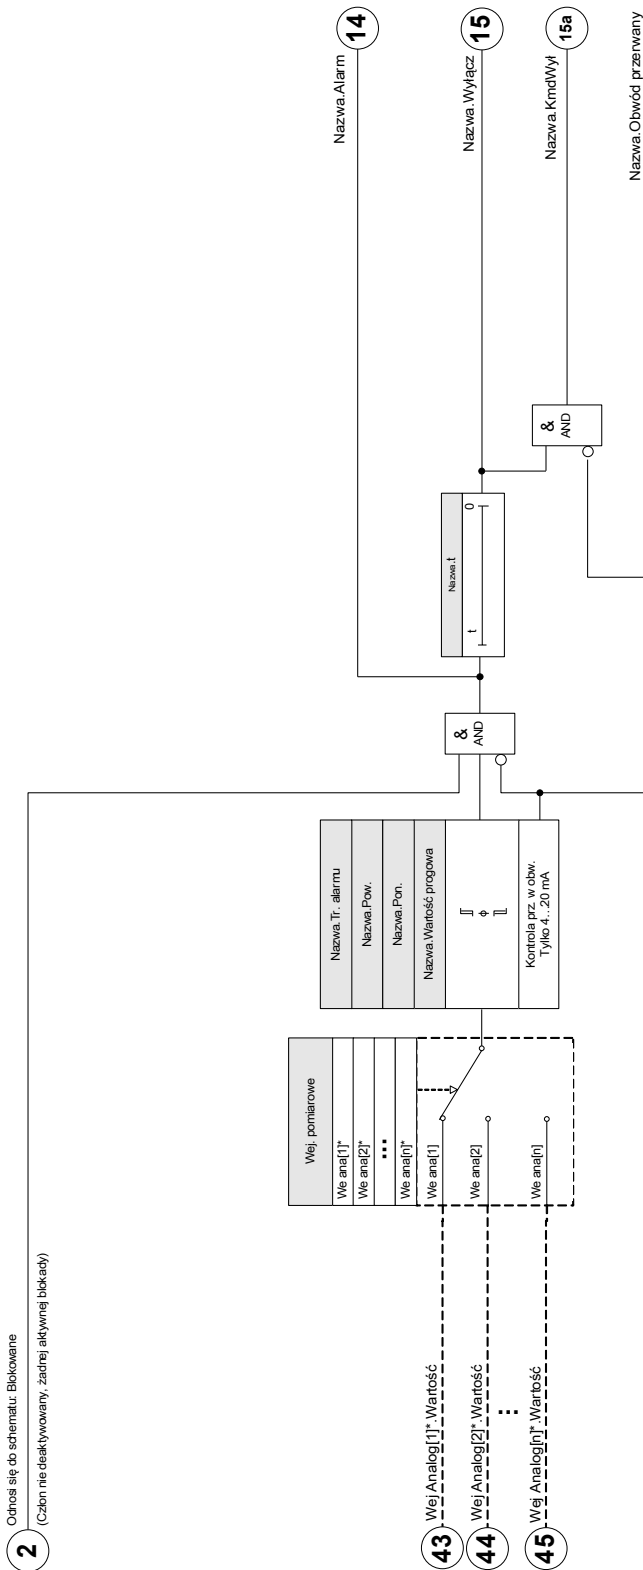 2
Odnosi się do schematu: Blokowane
(Człon nie deaktywowany, żadnej aktywnej blokady)
43
Wej Analog[1]*.Wartość
44
Wej Analog[2]*.Wartość
...
45
Wej Analog[n]*.Wartość
Wej. pomiarowe
We ana[1]*
We ana[2]*
...
We ana[n]*
We ana[1]
We ana[2]
We ana[n]
Nazwa.Tr. alarmu
Nazwa.Pow.
Nazwa.Pon.
Nazwa.Wartość progowa
φ
Kontrola prz. w obw.
Tylko 4...20 mA
&
AND
Nazwa.t
t
0
&
AND
Nazwa.Alarm
14
Nazwa.Wyłącz
15
Nazwa.KmdWył
15a
Nazwa.Obwód przerwany